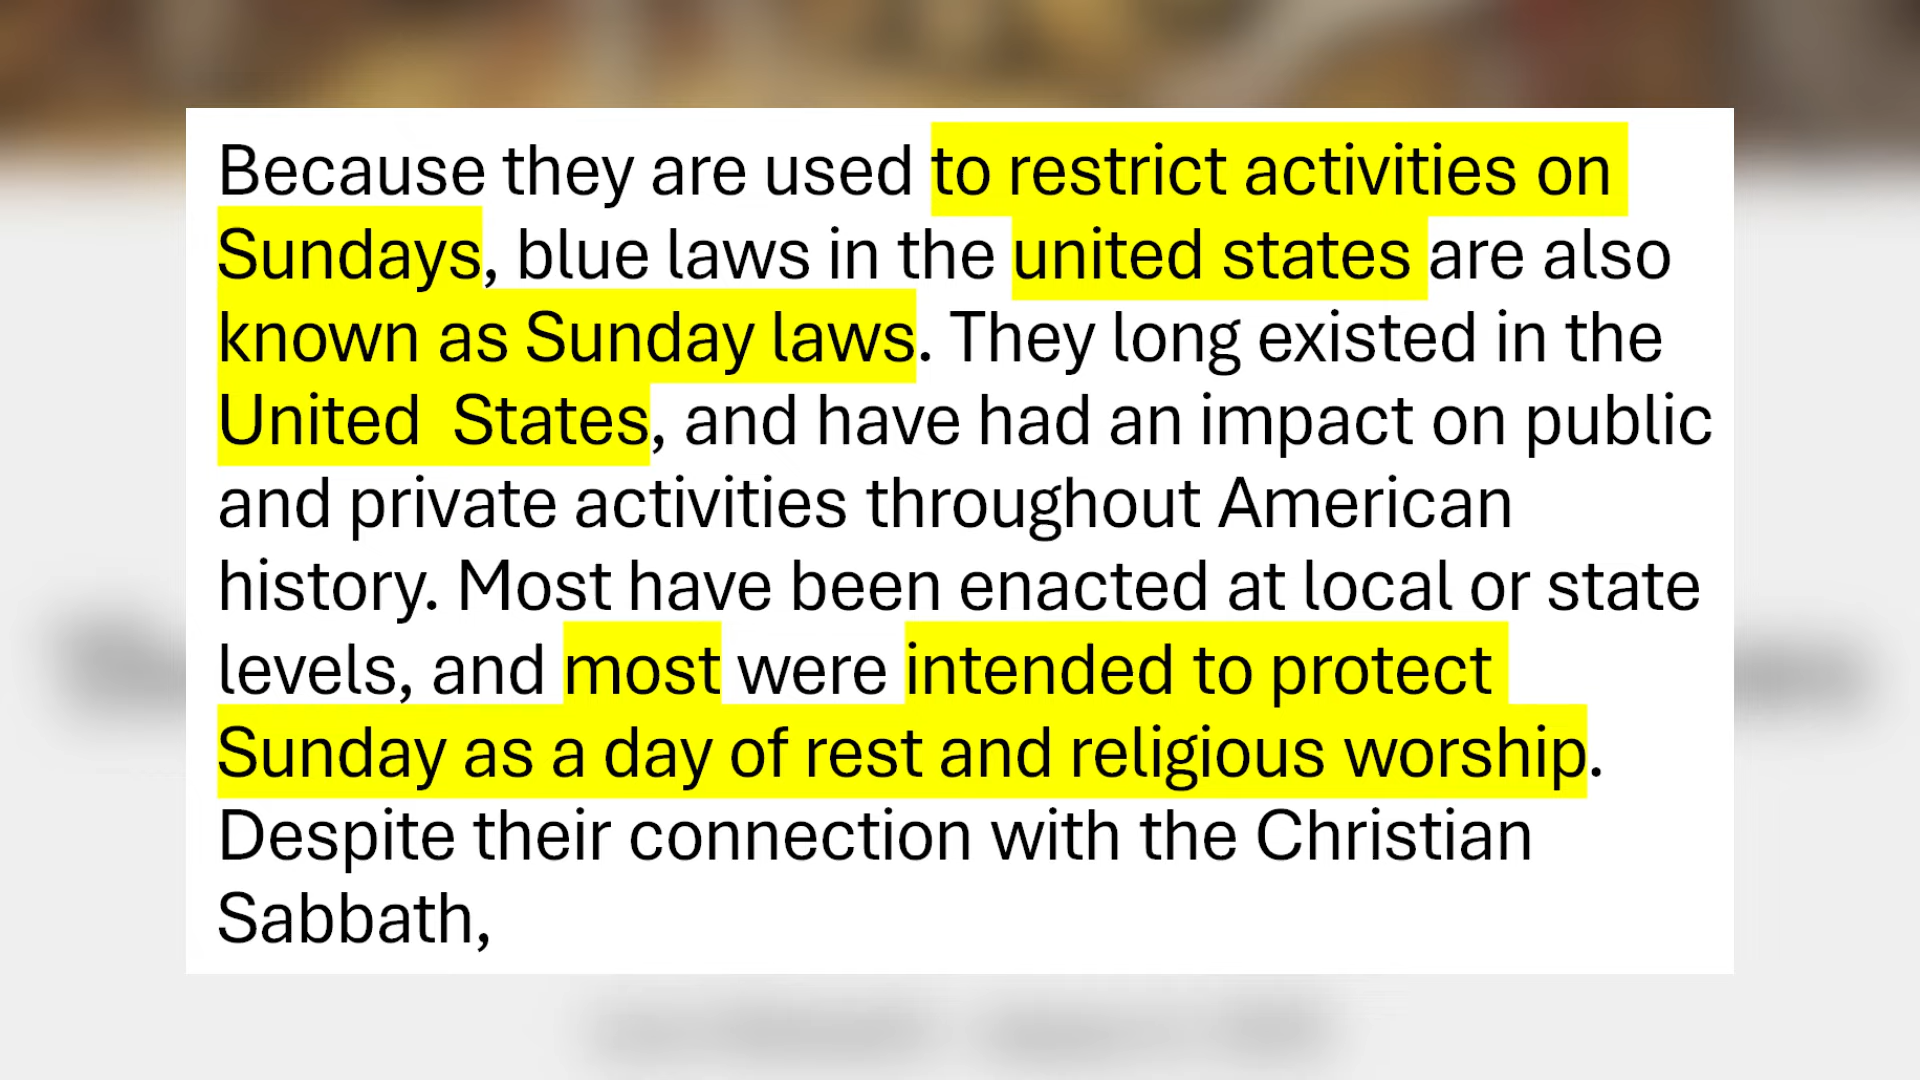 Because they are used to restrict activities on
Sundays, blue laws in the united states are also
known as Sunday laws. They long existed in the
United  States, and have had an impact on public
and private activities throughout American
history. Most have been enacted at local or state
levels, and most were intended to protect
Sunday as a day of rest and religious worship.
Despite their connection with the Christian
Sabbath,